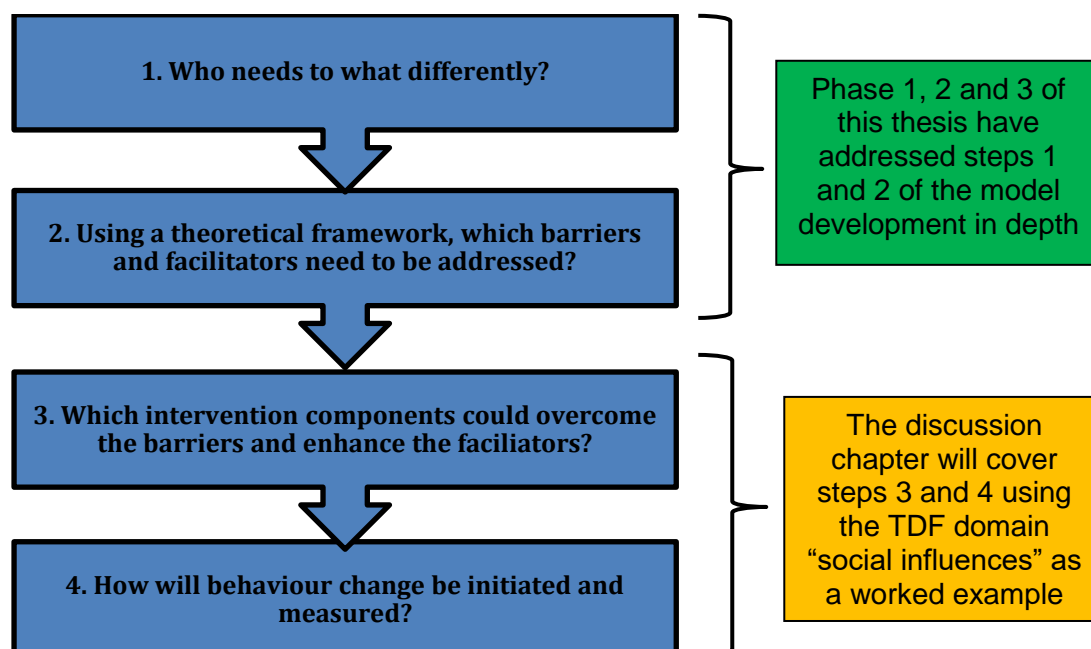 1. Who needs to what differently?
2. Using a theoretical framework, which barriers
and facilitators need to be addressed?
3. Which intervention components could overcome
the barriers and enhance the faciliators?
4. How will behaviour change be initiated and
measured?
Phase 1, 2 and 3 of
this thesis have
addressed steps 1
and 2 of the model
development in depth
The discussion
chapter will cover
steps 3 and 4 using
the TDF domain
“social influences” as
a worked example